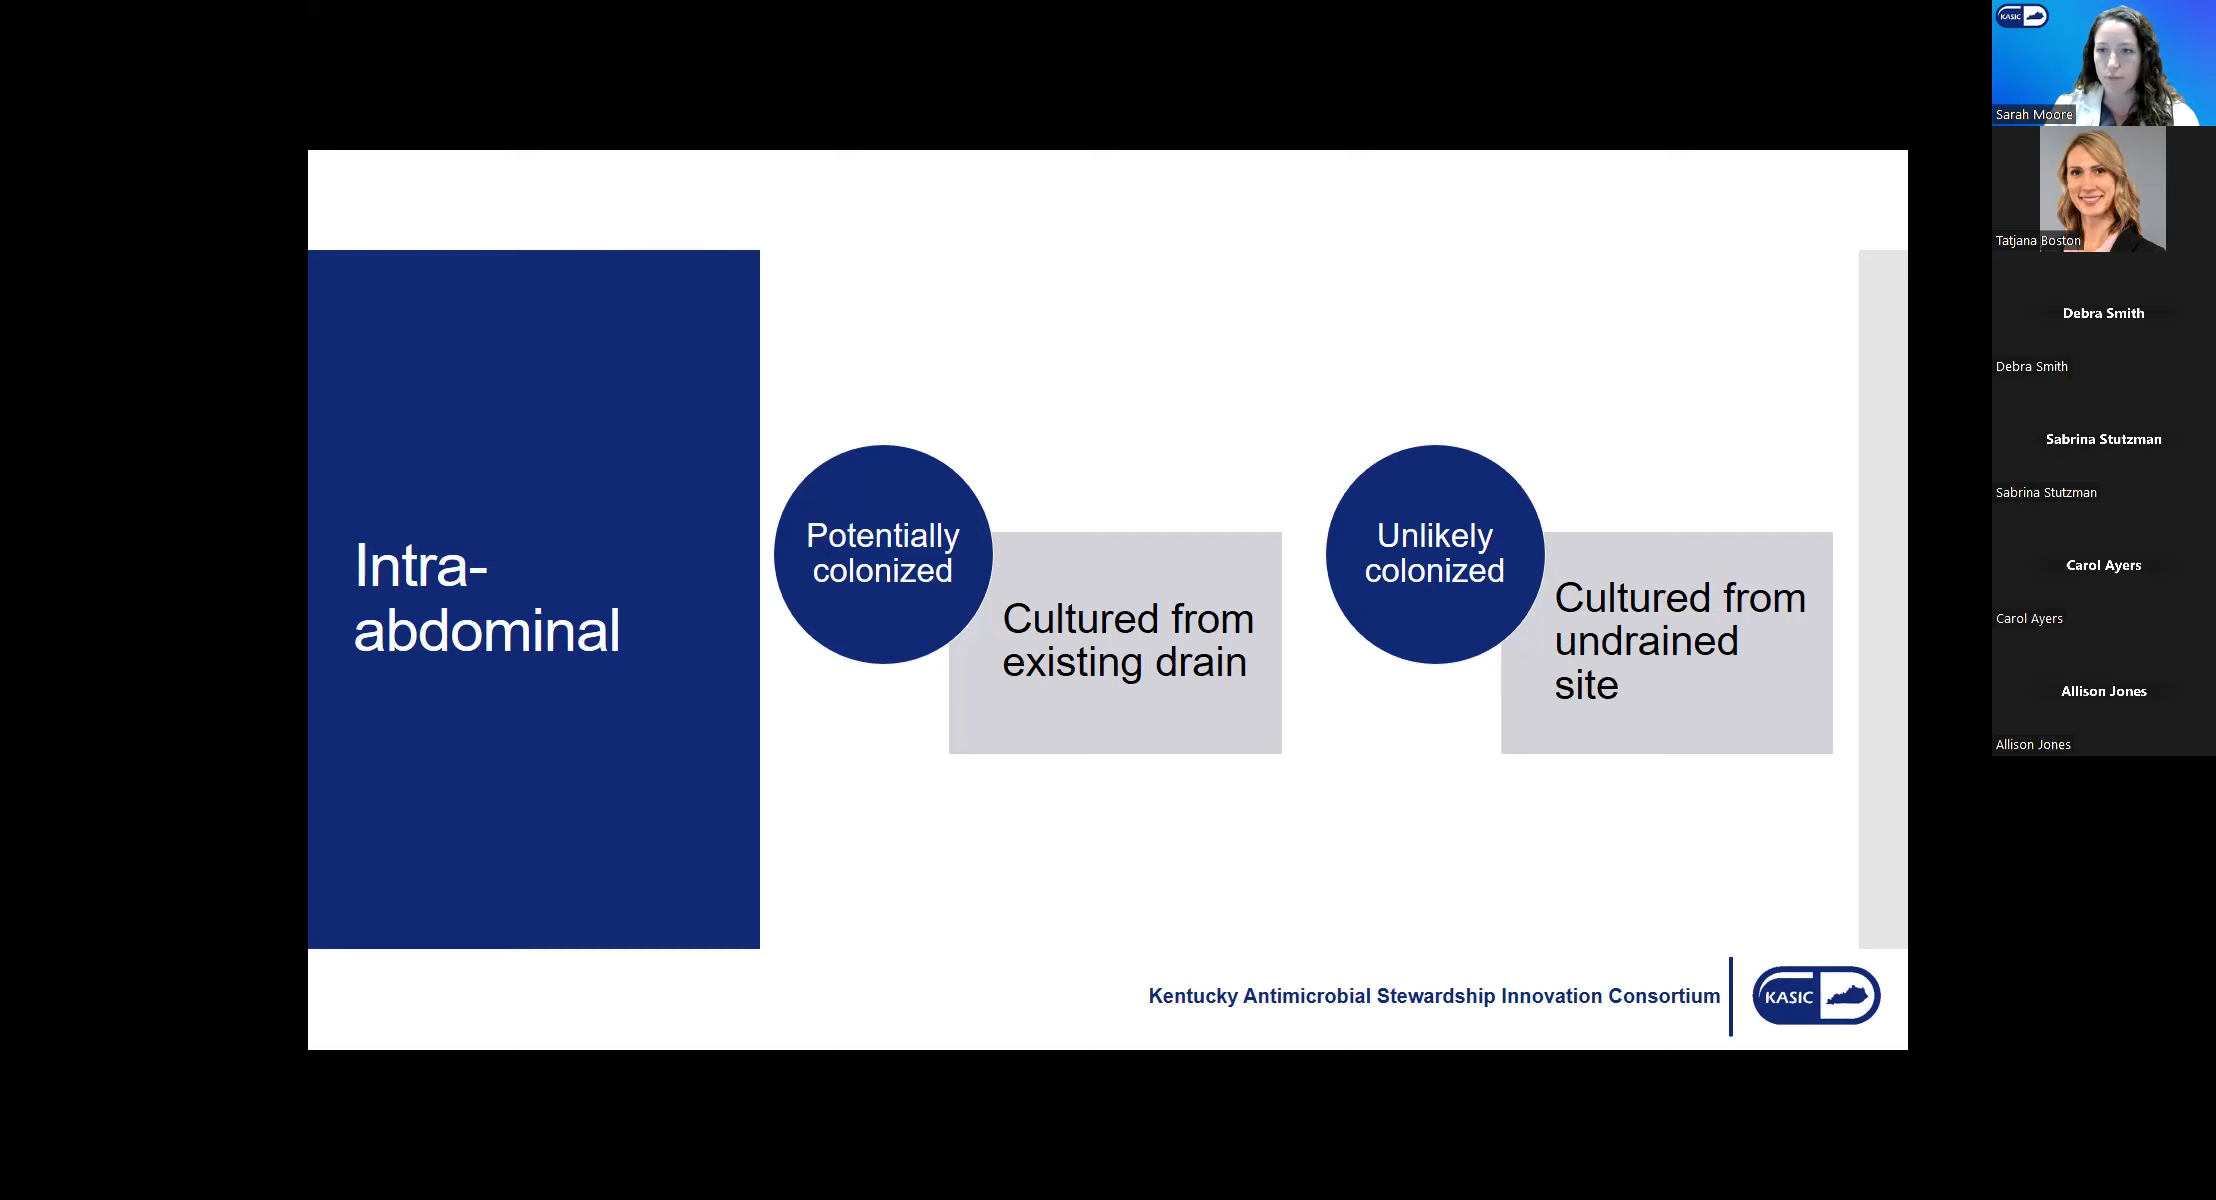 Intra-
abdominal
Potentially
colonized
Cultured from
existing drain
Unlikely
colonized
Cultured from
undrained
site
Kentucky Antimicrobial Stewardship Innovation Consortium
KASIC
KASIC
Sarah Moore
Tatjana Boston
Debra Smith
Debra Smith
Sabrina Stutzman
Sabrina Stutzman
Carol Ayers
Carol Ayers
Allison Jones
Allison Jones